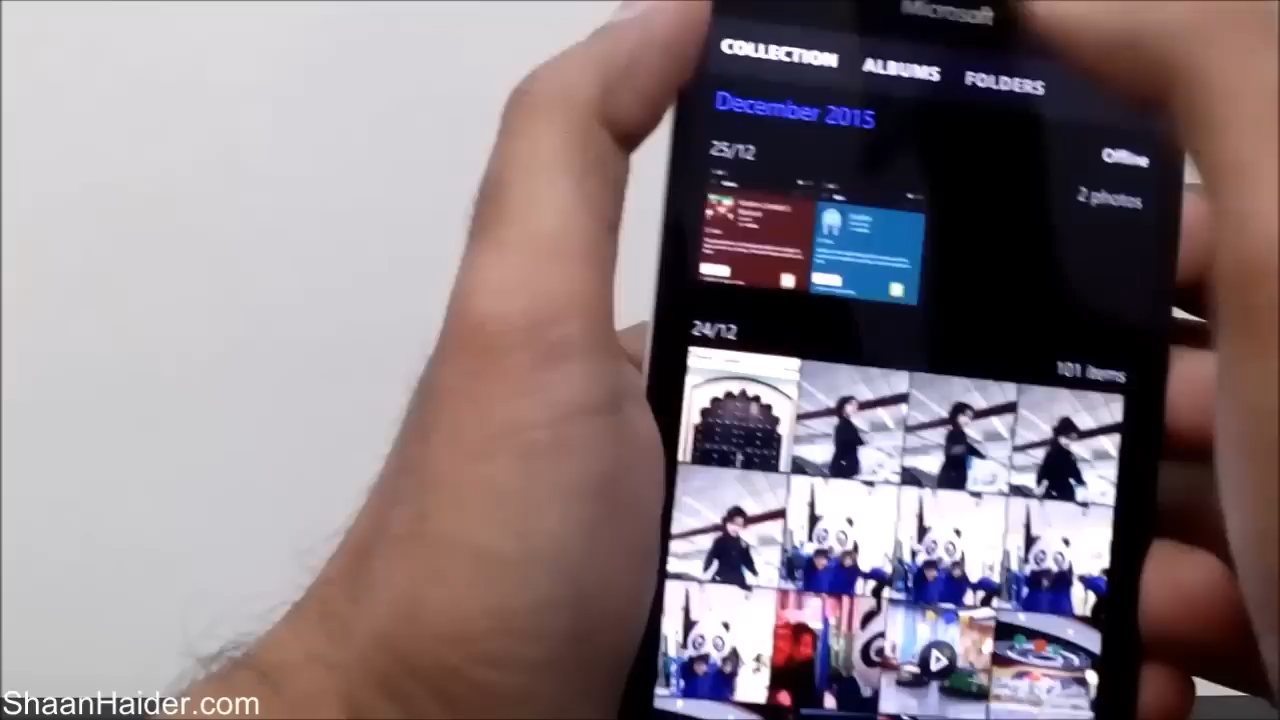 Microsoft
COLLECTION ALBUMS FOLDERS
December 2015
25/12
Offline
2 photos
24/12
101 items
ShaanHaider.com